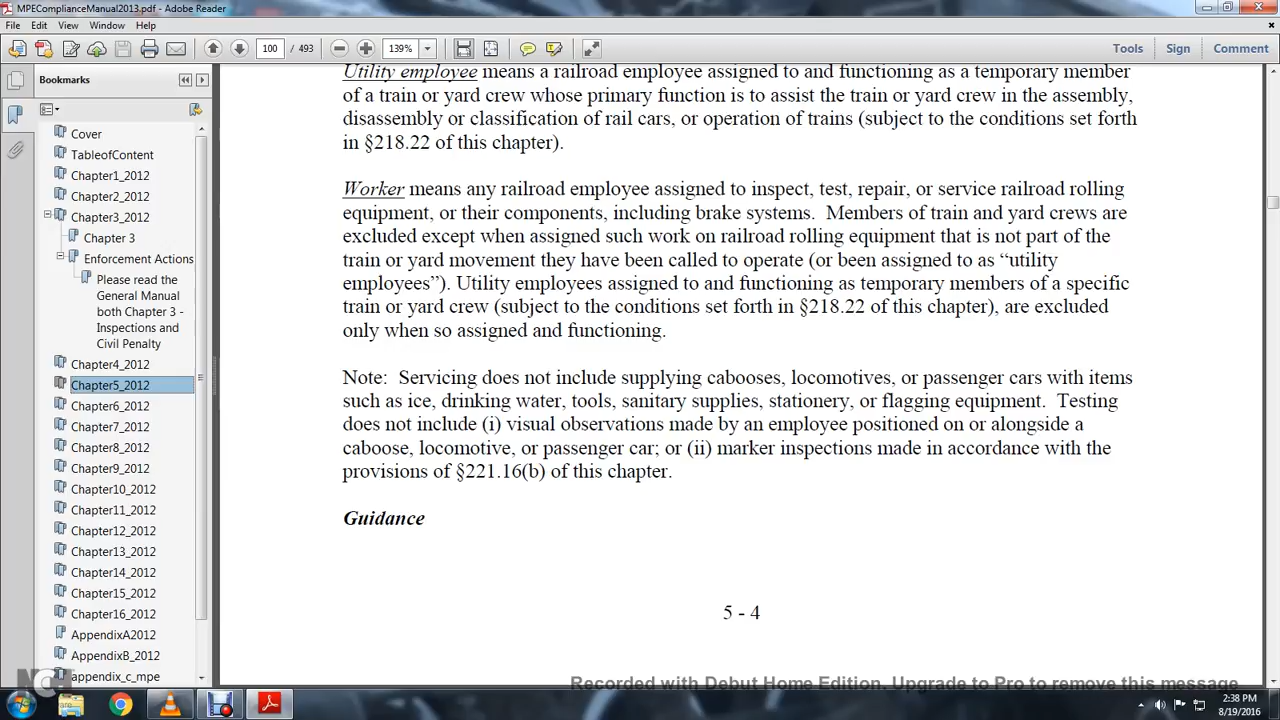 MPEComplianceManual2013.pdf - Adobe Reader
File Edit View Window Help
100 / 493 139% Tools Sign Comment
Bookmarks
Cover
TableofContent
Chapter1_2012
Chapter2_2012
Chapter3_2012
Chapter 3
Enforcement Actions
Please read the
General Manual
both Chapter 3 -
Inspections and
Civil Penalty
Chapter4_2012
Chapter5_2012
Chapter6_2012
Chapter7_2012
Chapter8_2012
Chapter9_2012
Chapter10_2012
Chapter11_2012
Chapter12_2012
Chapter13_2012
Chapter14_2012
Chapter15_2012
Chapter16_2012
AppendixA2012
AppendixB_2012
appendix_c_mpe
Utility employee means a railroad employee assigned to and functioning as a temporary member
of a train or yard crew whose primary function is to assist the train or yard crew in the assembly,
disassembly or classification of rail cars, or operation of trains (subject to the conditions set forth
in §218.22 of this chapter).
Worker means any railroad employee assigned to inspect, test, repair, or service railroad rolling
equipment, or their components, including brake systems. Members of train and yard crews are
excluded except when assigned such work on railroad rolling equipment that is not part of the
train or yard movement they have been called to operate (or been assigned to as “utility
employees”). Utility employees assigned to and functioning as temporary members of a specific
train or yard crew (subject to the conditions set forth in §218.22 of this chapter), are excluded
only when so assigned and functioning.
Note: Servicing does not include supplying cabooses, locomotives, or passenger cars with items
such as ice, drinking water, tools, sanitary supplies, stationery, or flagging equipment. Testing
does not include (i) visual observations made by an employee positioned on or alongside a
caboose, locomotive, or passenger car; or (ii) marker inspections made in accordance with the
provisions of §221.16(b) of this chapter.
Guidance
5 - 4
Recorded with Debut Home Edition. Upgrade to Pro to remove this message.
2:38 PM
8/19/2016